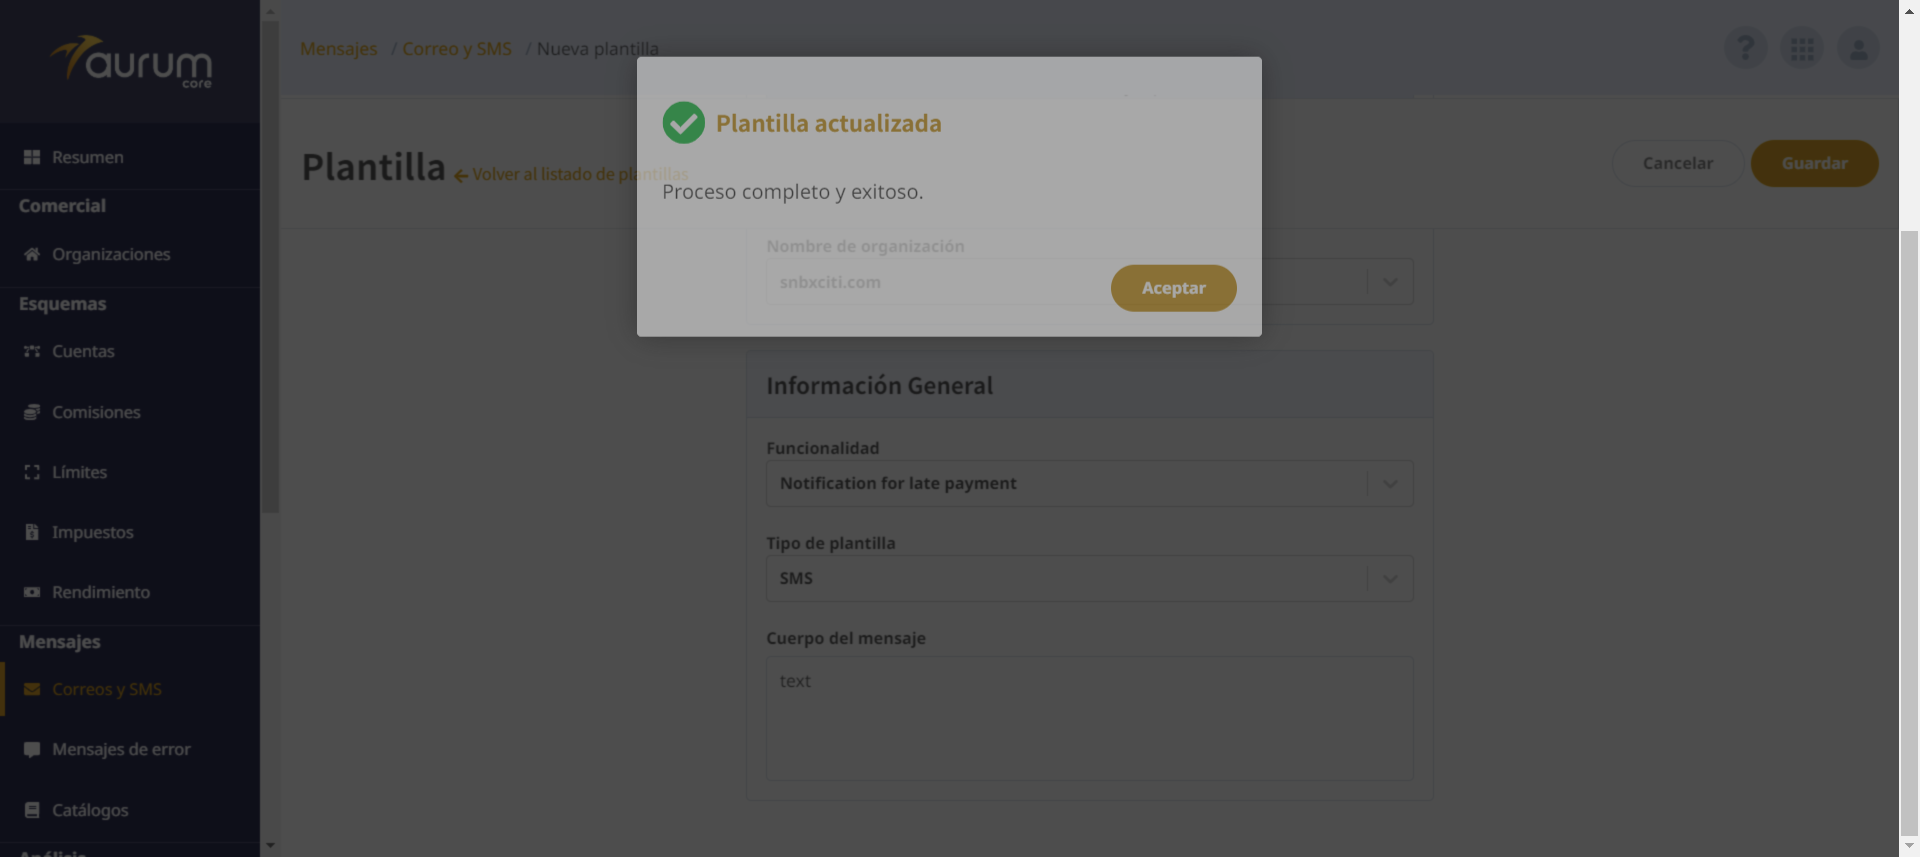 aurum
core
Resumen
Comercial
Organizaciones
Esquemas
Cuentas
Comisiones
Límites
Impuestos
Rendimiento
Mensajes
Correos y SMS
Mensajes de error
Catálogos
Análisis
Mensajes / Correo y SMS / Nueva plantilla
?
Plantilla Volver al listado de plantillas
Cancelar
Guardar
Plantilla actualizada
Proceso completo y exitoso.
Aceptar
Nombre de organización
snbxciti.com
Información General
Funcionalidad
Notification for late payment
Tipo de plantilla
SMS
Cuerpo del mensaje
text